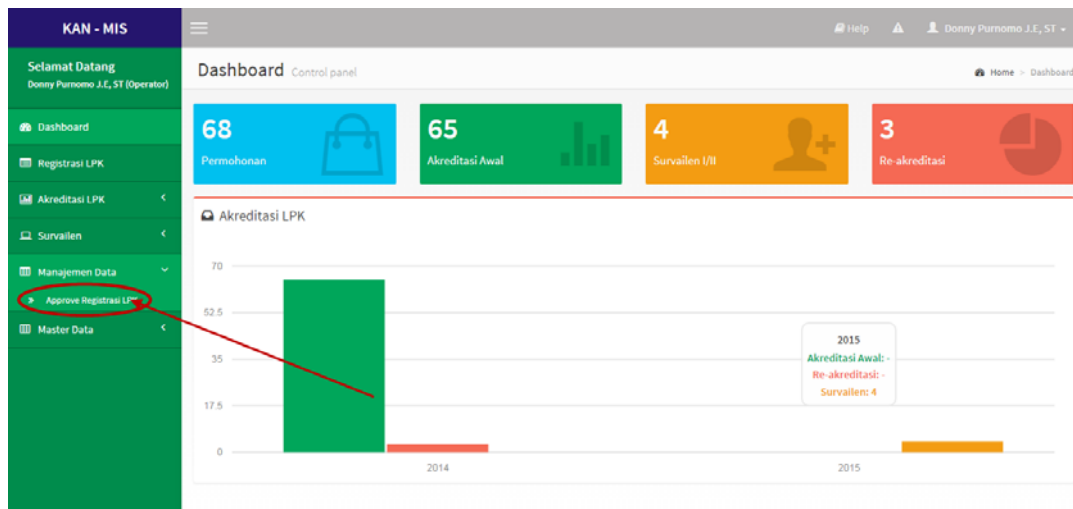 KAN - MIS
Help
Donny Purnomo J.E, ST
Selamat Datang
Donny Purnomo J.E, ST (Operator)
Dashboard Control panel
Home > Dashboard
Dashboard
Registrasi LPK
Akreditasi LPK
Survailen
Manajemen Data
» Approve Registrasi LPK
Master Data
68
Permohonan
65
Akreditasi Awal
4
Survailen I/II
3
Re-akreditasi
Akreditasi LPK
70
52.5
35
17.5
0
2014
2015
2015
Akreditasi Awal: -
Re-akreditasi: -
Survailen: 4